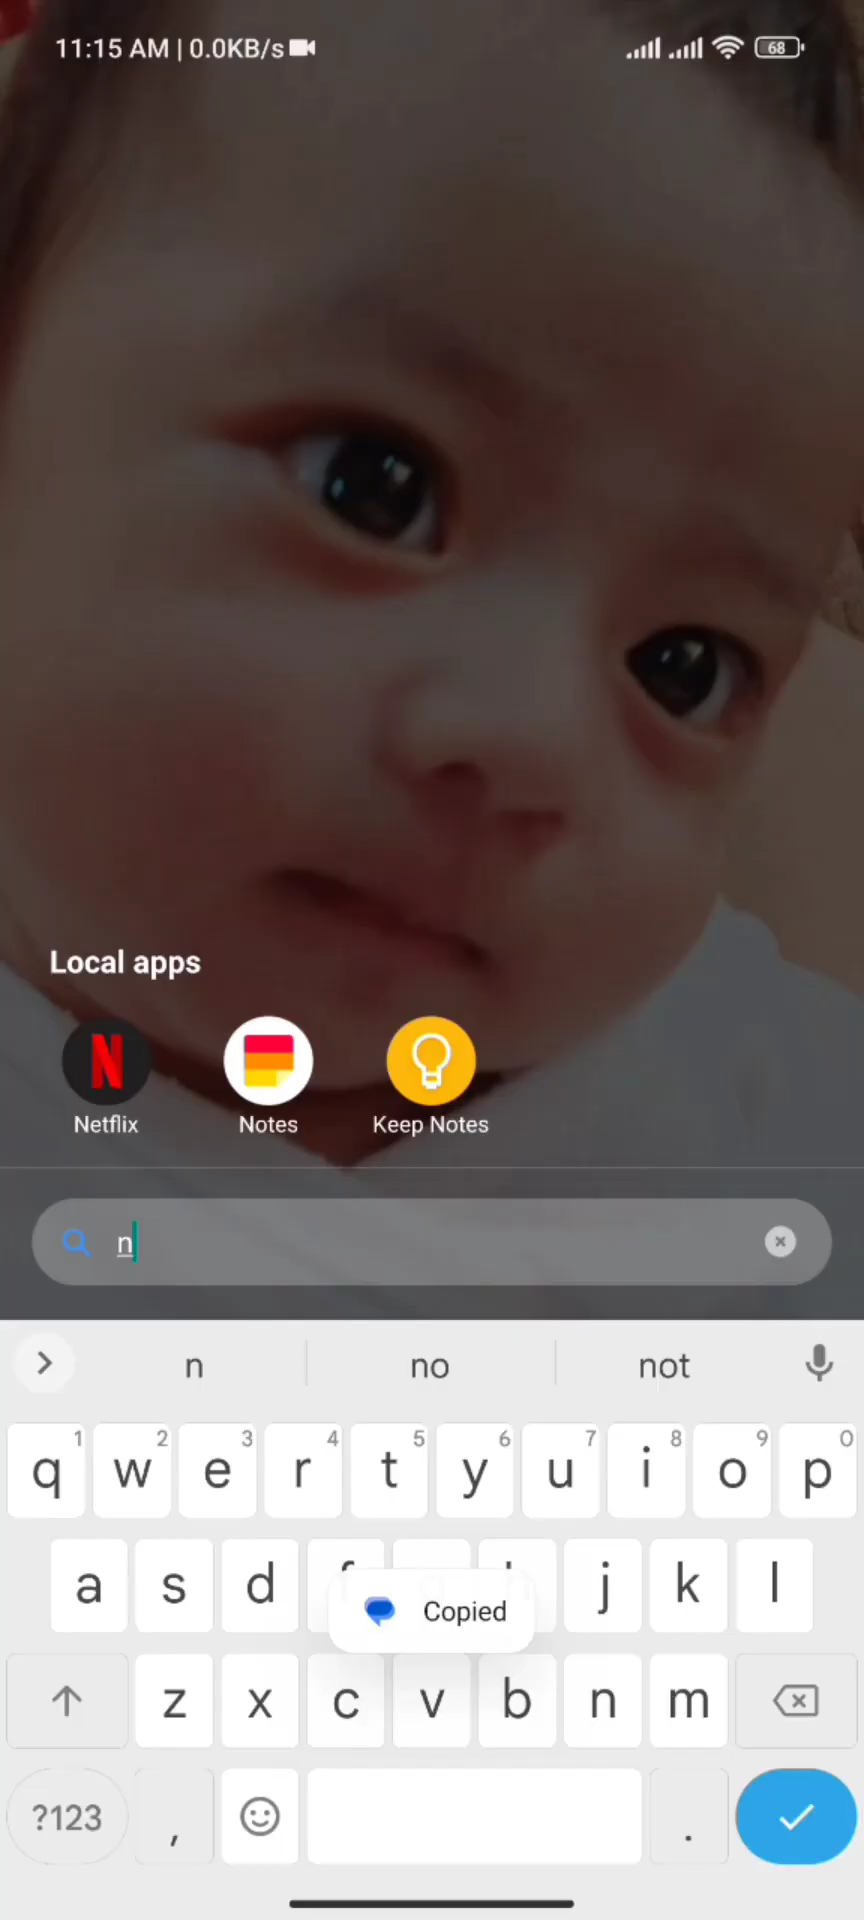 11:15 AM | 0.0KB/s 68
Local apps
N
Netflix Notes Keep Notes
n
n no not
1 2 3 4 5 6 7 8 9 0
q w e r t y u i o p
a s d f g h j k l
Copied
z x c v b n m
?123 , .